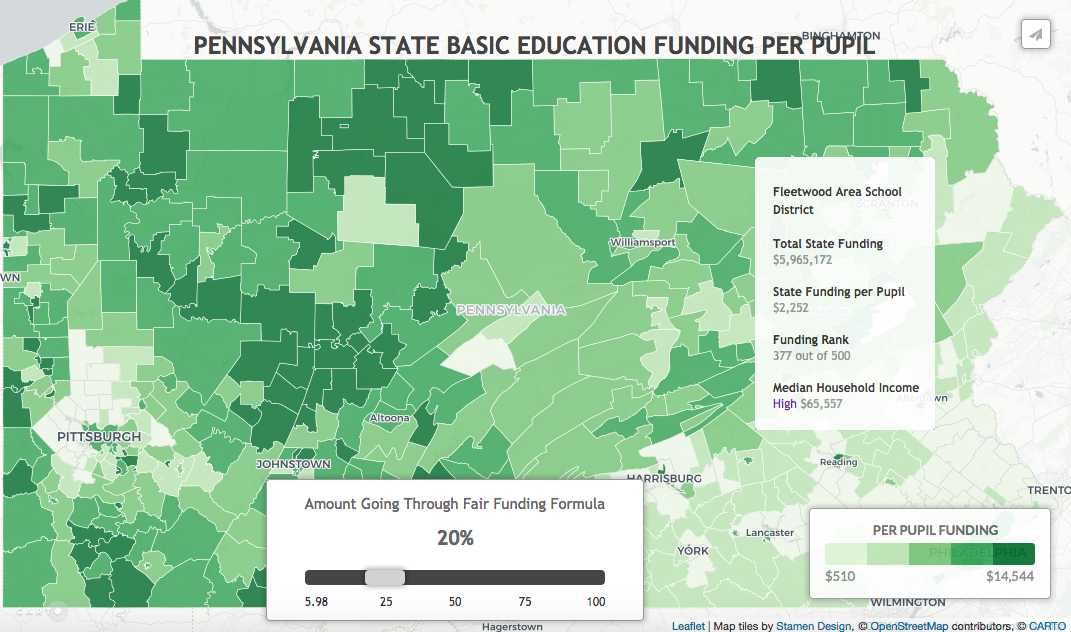 ERIE
BINGHAMTON
PENNSYLVANIA STATE BASIC EDUCATION FUNDING PER PUPIL
Fleetwood Area School
District
SCRANTON
Total State Funding
$5,965,172
Williamsport
WN
State Funding per Pupil
$2,252
PENNSYLVANIA
Funding Rank
377 out of 500
Median Household Income
High $65,557
Allentown
Altoona
PITTSBURGH
JOHNSTOWN
Reading
HARRISBURG
TRENTO
Amount Going Through Fair Funding Formula
20%
Lancaster
YORK
PER PUPIL FUNDING
PHILADELPHIA
$510 $14,544
5.98 25 50 75 100
WILMINGTON
CARTO
Hagerstown
Leaflet | Map tiles by Stamen Design, © OpenStreetMap contributors, © CARTO